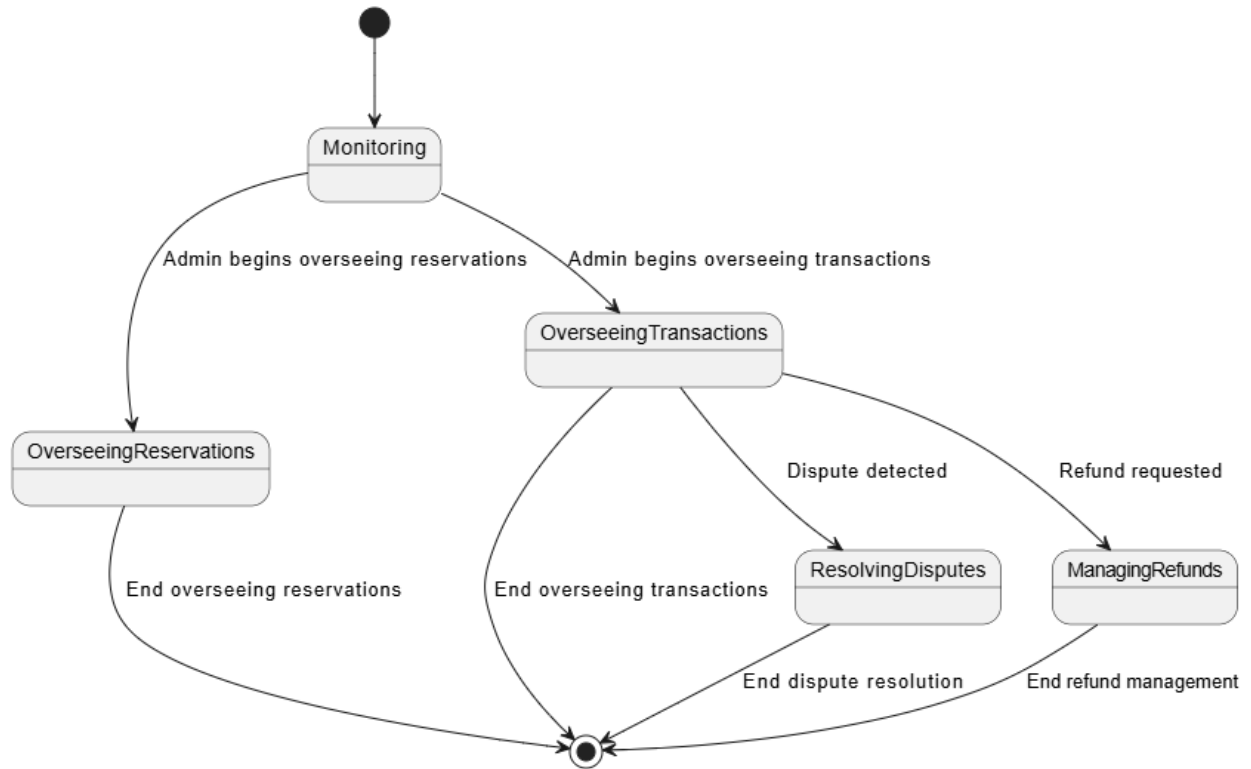 Monitoring
Admin begins overseeing reservations
Admin begins overseeing transactions
OverseeingTransactions
OverseeingReservations
Dispute detected
Refund requested
ResolvingDisputes
ManagingRefunds
End overseeing reservations
End overseeing transactions
End dispute resolution
End refund management